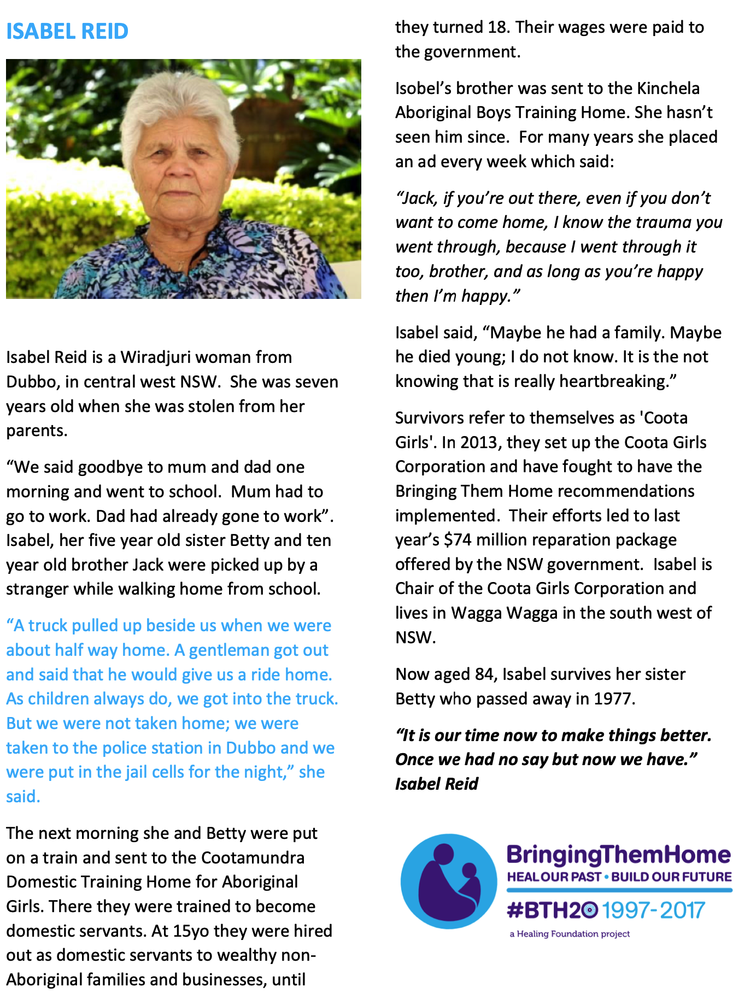 ISABEL REID
Isabel Reid is a Wiradjuri woman from
Dubbo, in central west NSW.  She was seven
years old when she was stolen from her
parents.
“We said goodbye to mum and dad one
morning and went to school.  Mum had to
go to work. Dad had already gone to work”.
Isabel, her five year old sister Betty and ten
year old brother Jack were picked up by a
stranger while walking home from school.
“A truck pulled up beside us when we were
about half way home. A gentleman got out
and said that he would give us a ride home.
As children always do, we got into the truck.
But we were not taken home; we were
taken to the police station in Dubbo and we
were put in the jail cells for the night,” she
said.
The next morning she and Betty were put
on a train and sent to the Cootamundra
Domestic Training Home for Aboriginal
Girls. There they were trained to become
domestic servants. At 15yo they were hired
out as domestic servants to wealthy non-
Aboriginal families and businesses, until
they turned 18. Their wages were paid to
the government.
Isobel’s brother was sent to the Kinchela
Aboriginal Boys Training Home. She hasn’t
seen him since.  For many years she placed
an ad every week which said:
“Jack, if you’re out there, even if you don’t
want to come home, I know the trauma you
went through, because I went through it
too, brother, and as long as you’re happy
then I’m happy.”
Isabel said, “Maybe he had a family. Maybe
he died young; I do not know. It is the not
knowing that is really heartbreaking.”
Survivors refer to themselves as 'Coota
Girls'. In 2013, they set up the Coota Girls
Corporation and have fought to have the
Bringing Them Home recommendations
implemented.  Their efforts led to last
year’s $74 million reparation package
offered by the NSW government.  Isabel is
Chair of the Coota Girls Corporation and
lives in Wagga Wagga in the south west of
NSW.
Now aged 84, Isabel survives her sister
Betty who passed away in 1977.
“It is our time now to make things better.
Once we had no say but now we have.”
Isabel Reid
BringingThemHome
HEAL OUR PAST • BUILD OUR FUTURE
#BTH20 1997-2017
a Healing Foundation project